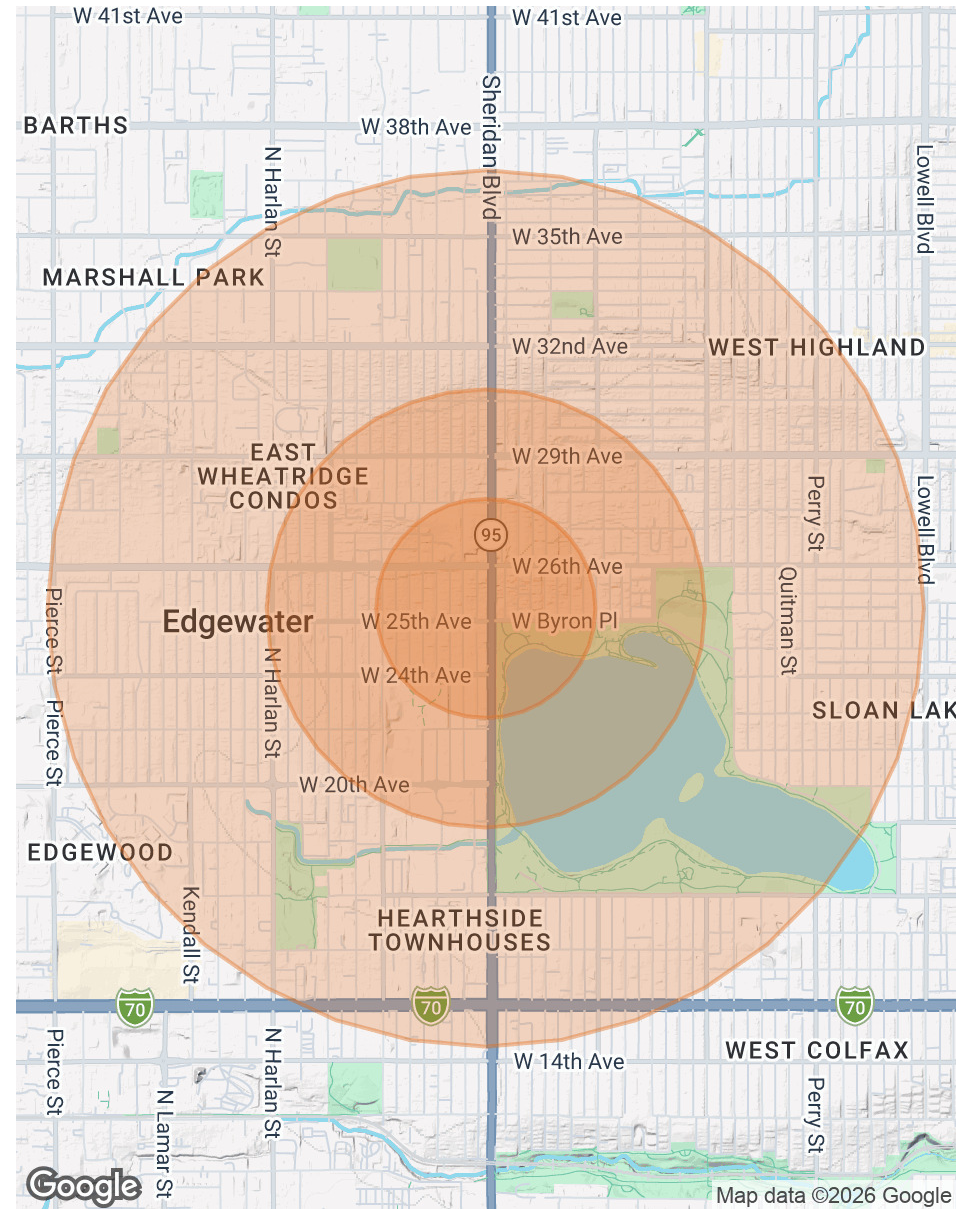 W 41st Ave
W 41st Ave
Sheridan Blvd
BARTHS
W 38th Ave
N Harlan St
Lowell Blvd
W 35th Ave
MARSHALL PARK
W 32nd Ave
WEST HIGHLAND
EAST
WHEATRIDGE
CONDOS
W 29th Ave
Perry St
Lowell Blvd
95
W 26th Ave
Quitman St
Pierce St
Edgewater
W 25th Ave
W Byron Pl
N Harlan St
W 24th Ave
Pierce St
SLOAN LAK
W 20th Ave
EDGEWOOD
Kendall St
HEARTHSIDE
TOWNHOUSES
70
70
70
Pierce St
N Harlan St
W 14th Ave
WEST COLFAX
Perry St
N Lamar St
Google
Map data ©2026 Google